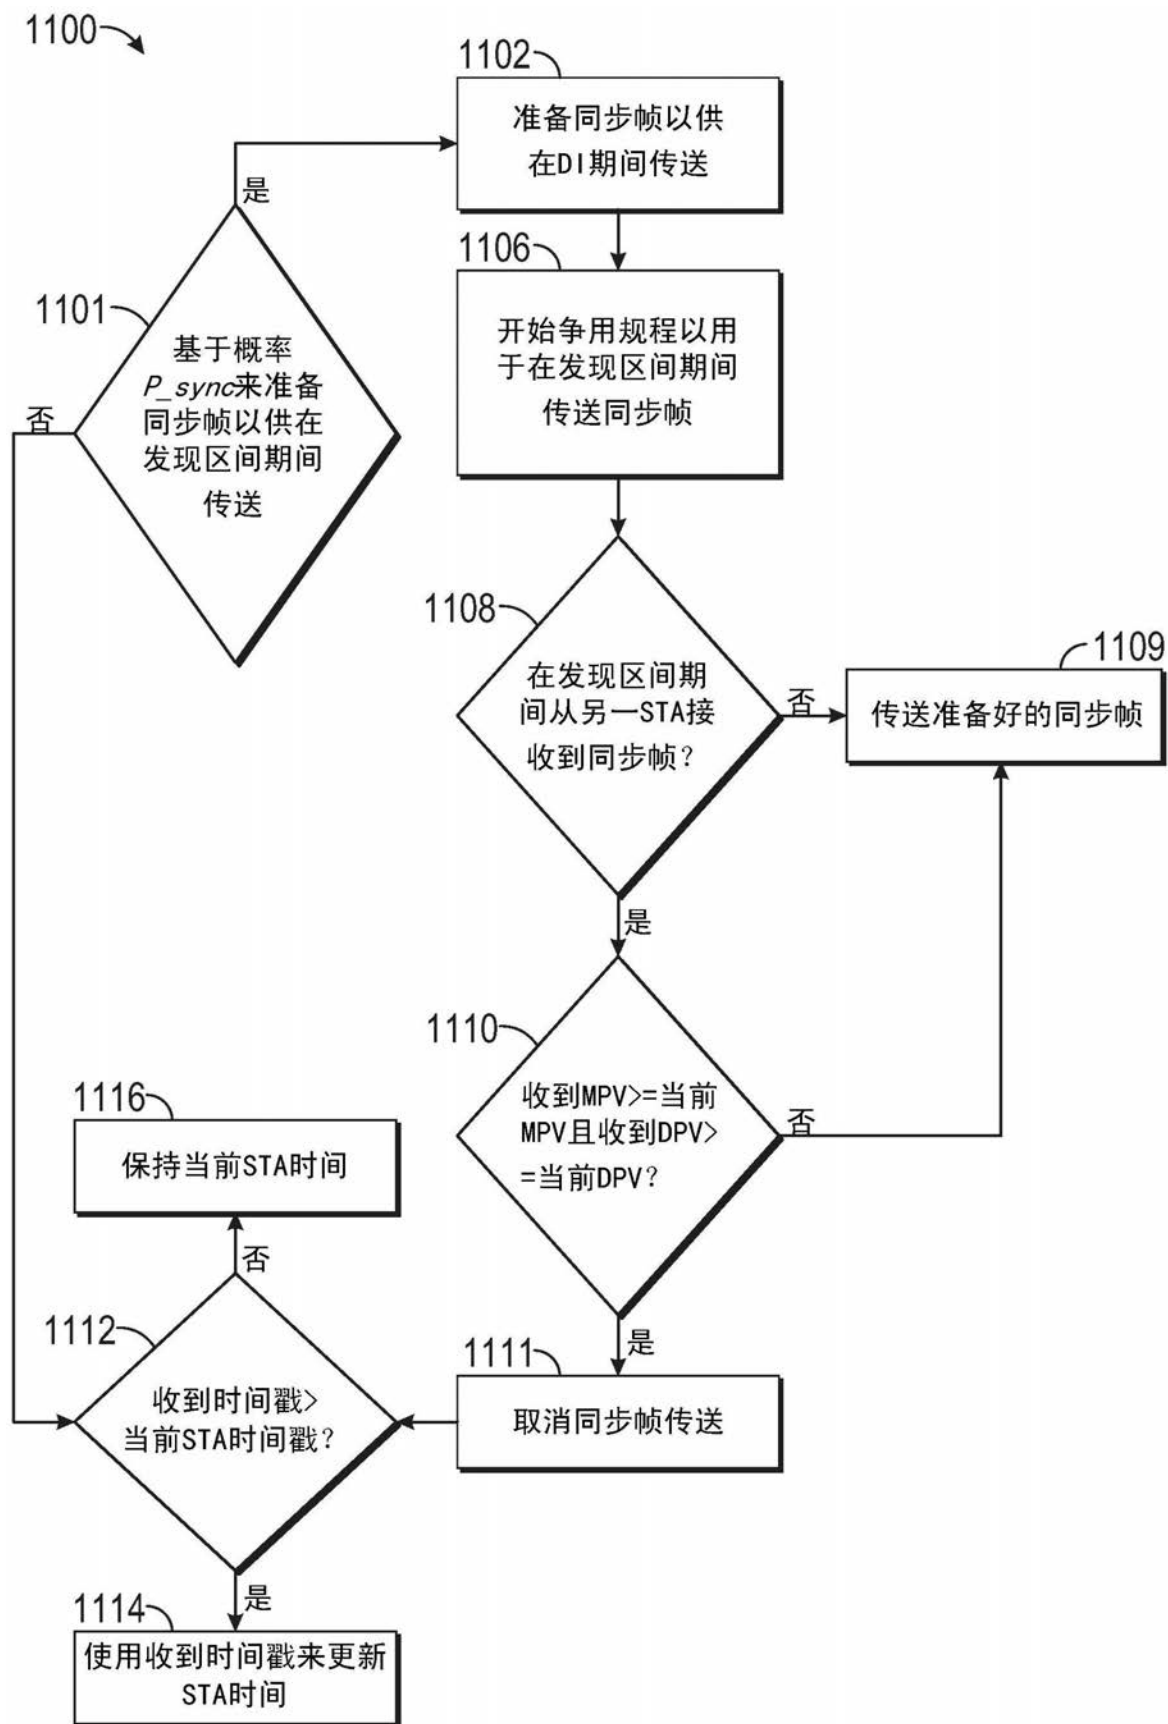 1100
1102
准备同步帧以供
在DI期间传送
是
1106
开始争用规程以用
于在发现区间期间
传送同步帧
1101
基于概率
P_sync来准备
同步帧以供在
发现区间期间
传送
否
1108
在发现区间期
间从另一STA接
收到同步帧？
否
1109
传送准备好的同步帧
是
1110
收到MPV>=当前
MPV且收到DPV>
=当前DPV？
否
1116
保持当前STA时间
否
1112
收到时间戳>
当前STA时间戳？
是
1111
取消同步帧传送
是
1114
使用收到时间戳来更新
STA时间